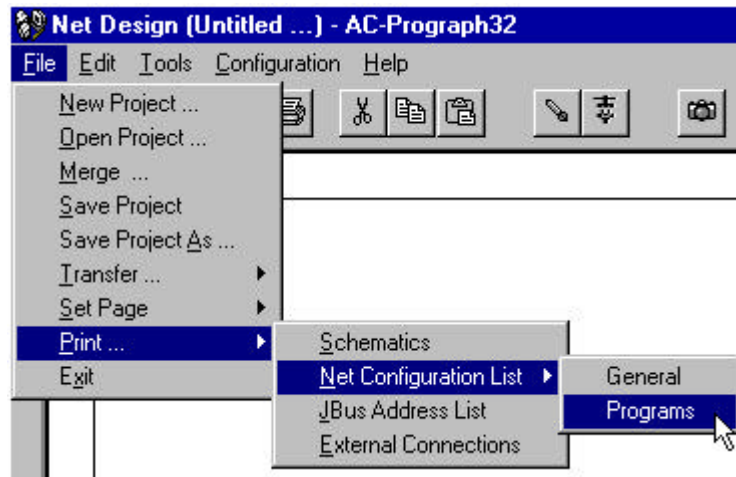 Net Design (Untitled ...) - AC-Prograph32
File Edit Tools Configuration Help
New Project ...
Open Project ...
Merge ...
Save Project
Save Project As ...
Transfer ...
Set Page
Print ...
Exit
Schematics
Net Configuration List
JBus Address List
External Connections
General
Programs